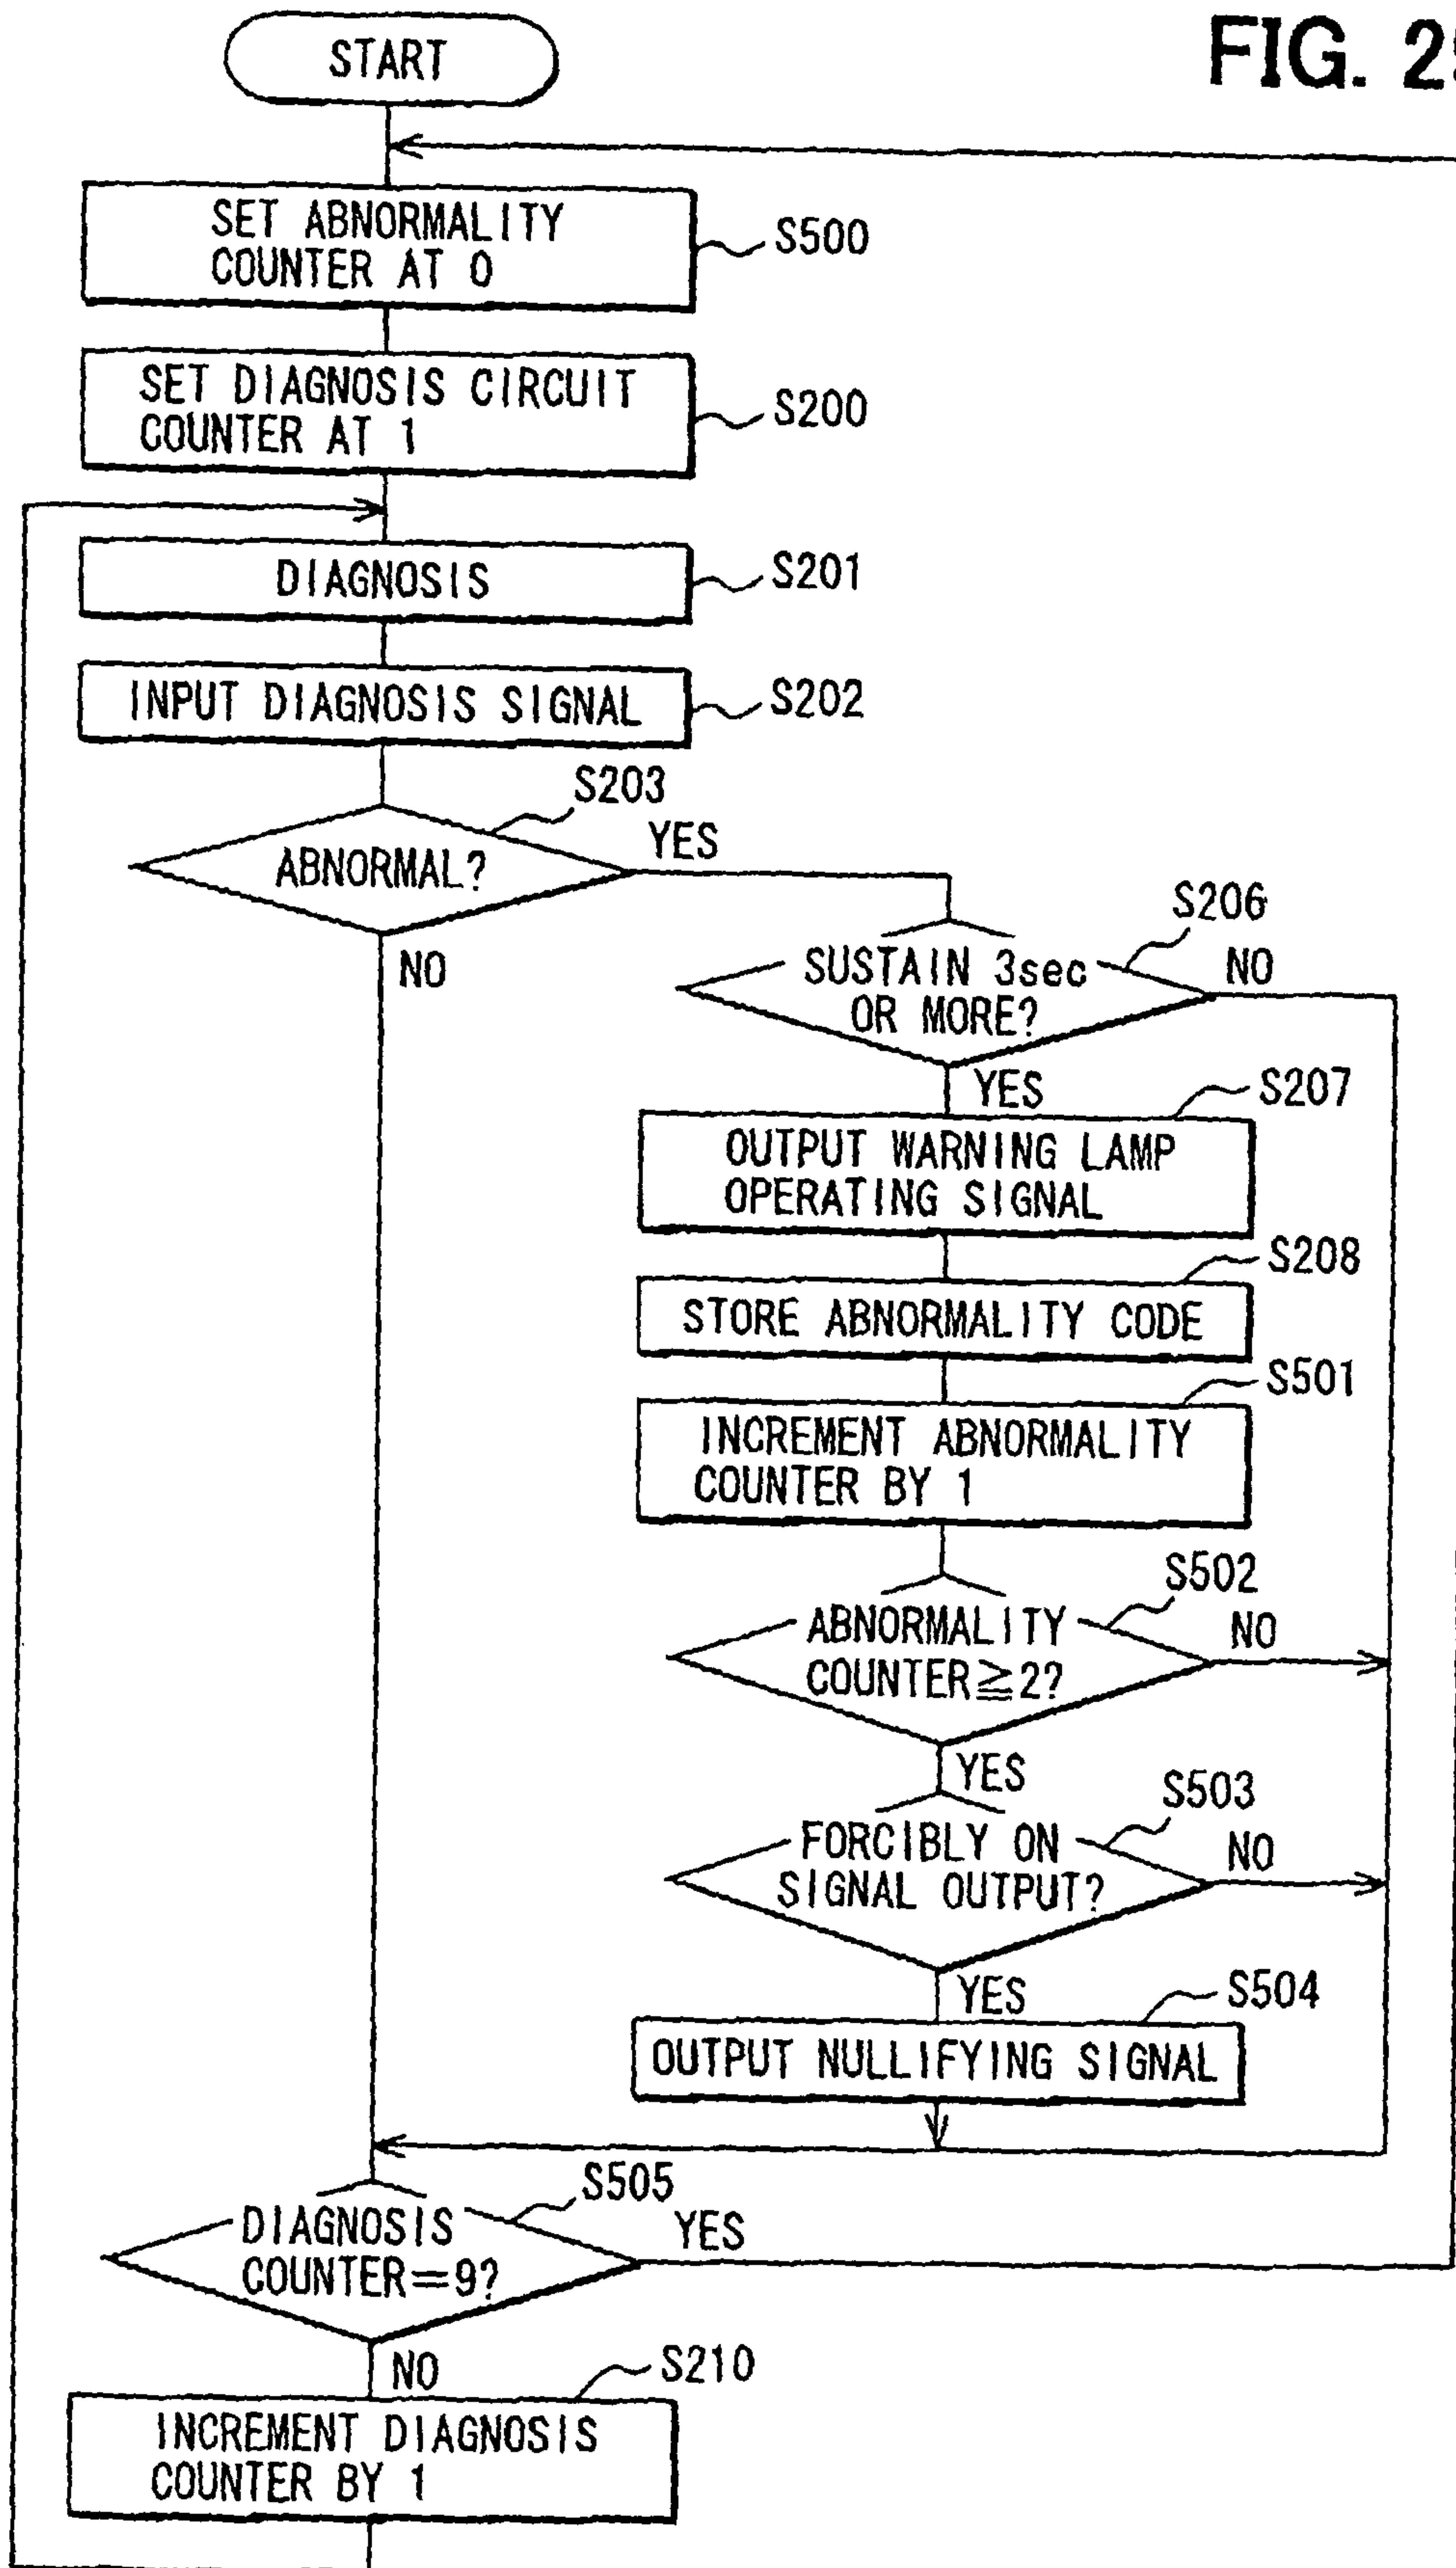 FIG. 2
START
SET ABNORMALITY
COUNTER AT 0
S500
SET DIAGNOSIS CIRCUIT
COUNTER AT 1
S200
DIAGNOSIS
S201
INPUT DIAGNOSIS SIGNAL
S202
S203
ABNORMAL?
YES
NO
S206
SUSTAIN 3sec
OR MORE?
NO
YES
S207
OUTPUT WARNING LAMP
OPERATING SIGNAL
S208
STORE ABNORMALITY CODE
S501
INCREMENT ABNORMALITY
COUNTER BY 1
S502
ABNORMALITY
COUNTER≧2?
NO
YES
S503
FORCIBLY ON
SIGNAL OUTPUT?
NO
YES
S504
OUTPUT NULLIFYING SIGNAL
S505
DIAGNOSIS
COUNTER=9?
YES
NO
S210
INCREMENT DIAGNOSIS
COUNTER BY 1